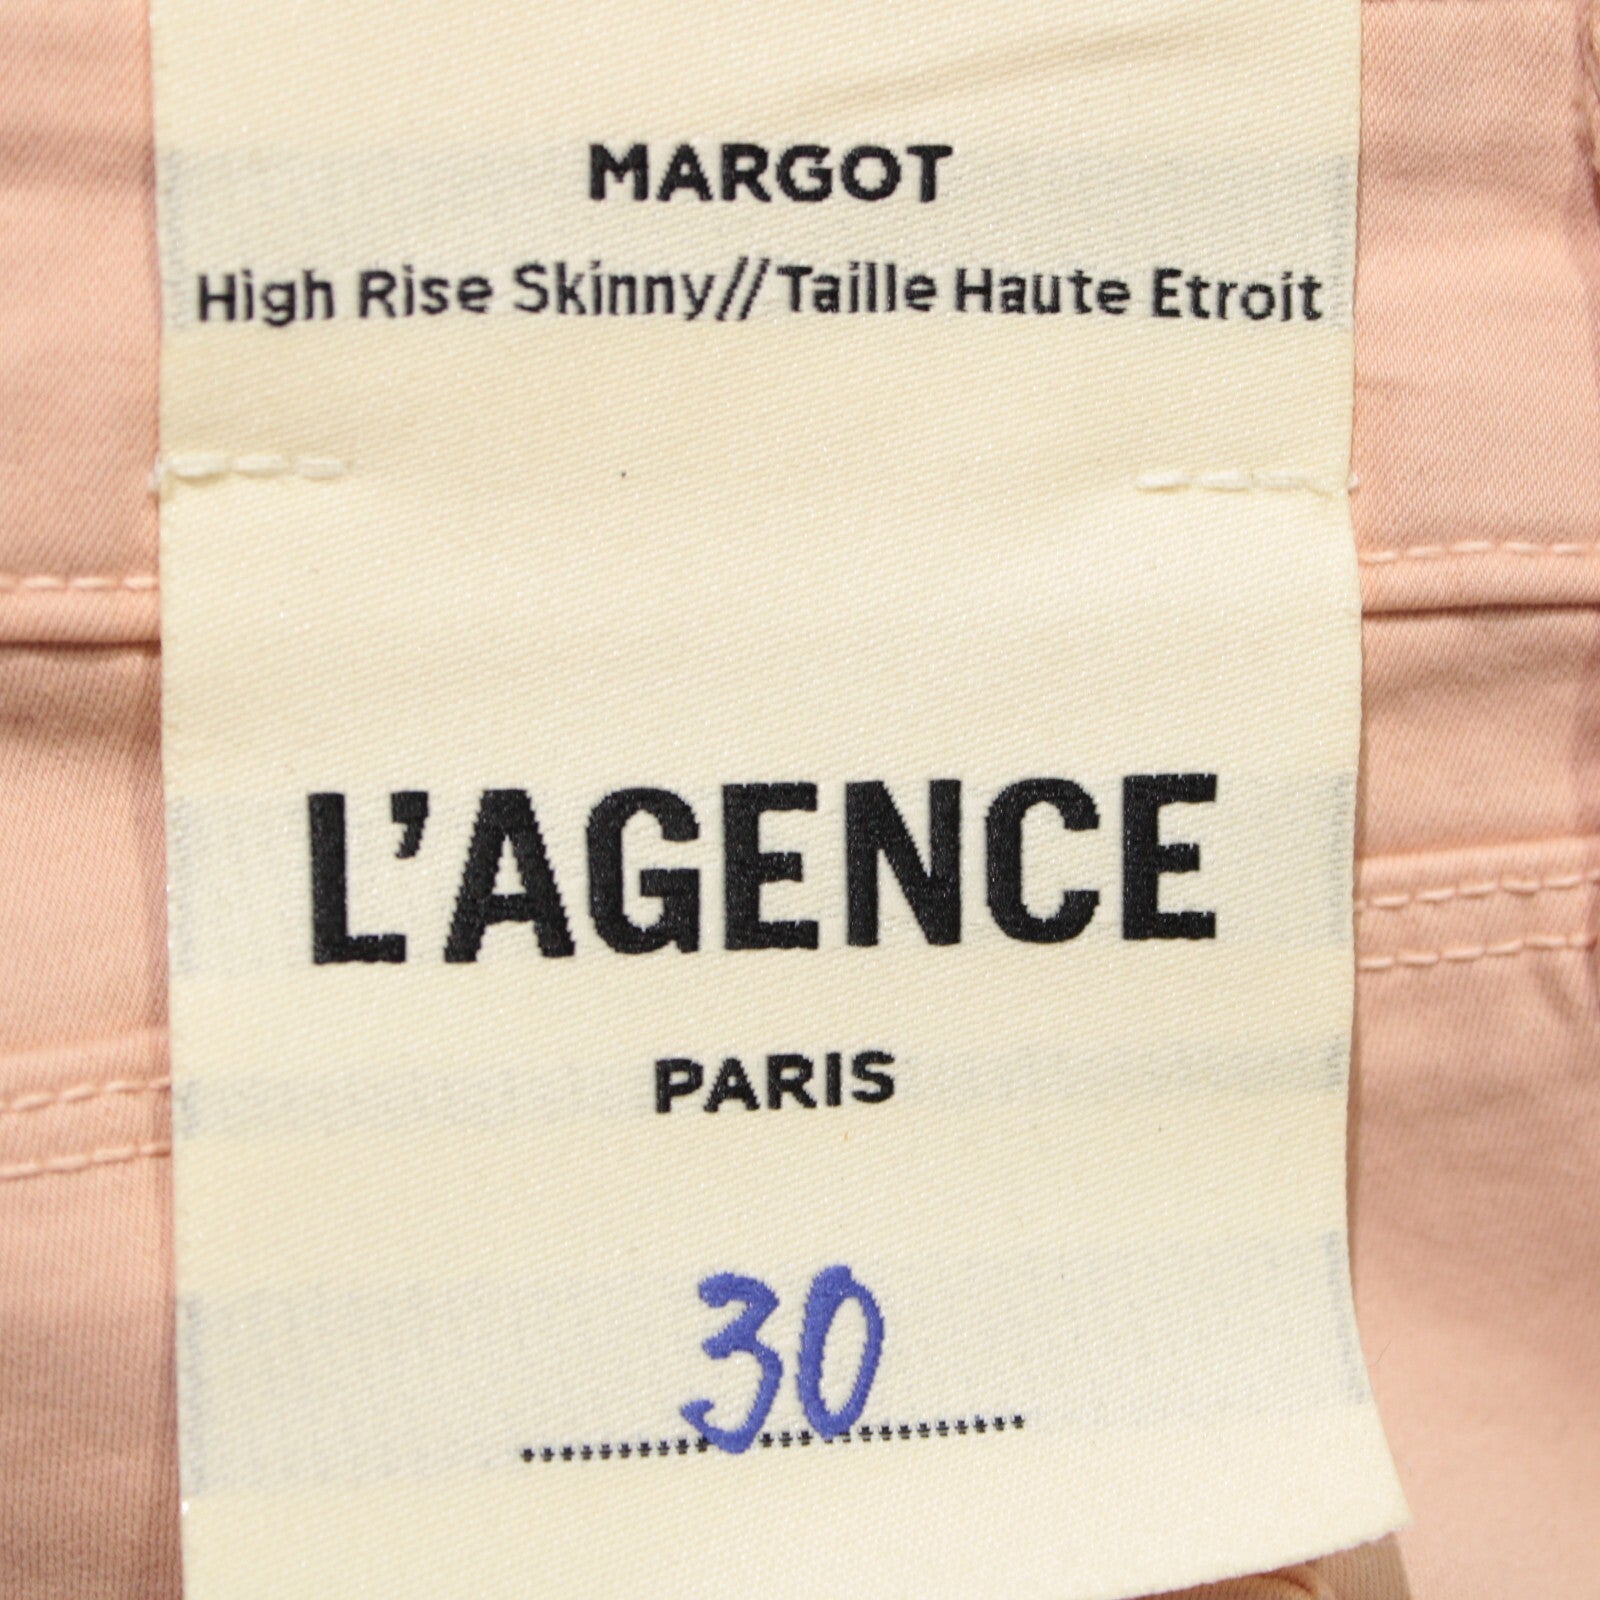 MARGOT
High Rise Skinny//Taille Haute Etroit
L'AGENCE
PARIS
30